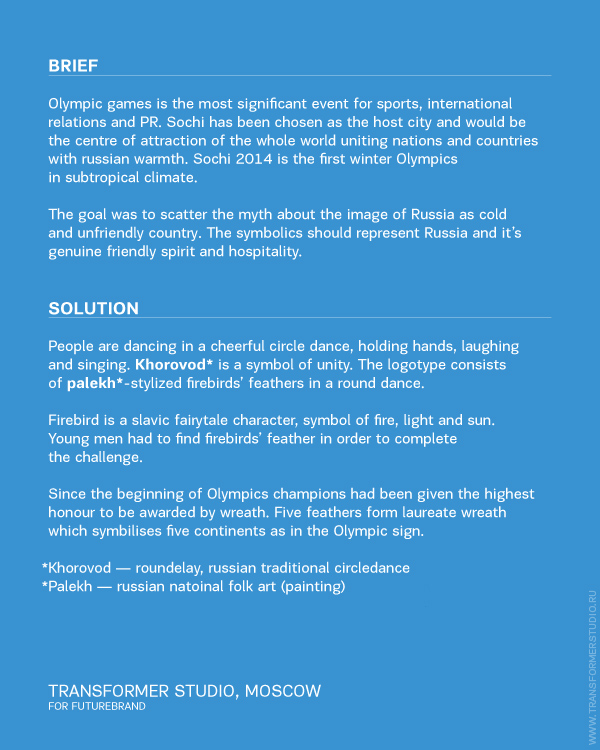 BRIEF
Olympic games is the most significant event for sports, international
relations and PR. Sochi has been chosen as the host city and would be
the centre of attraction of the whole world uniting nations and countries
with russian warmth. Sochi 2014 is the first winter Olympics
in subtropical climate.
The goal was to scatter the myth about the image of Russia as cold
and unfriendly country. The symbolics should represent Russia and it's
genuine friendly spirit and hospitality.
SOLUTION
People are dancing in a cheerful circle dance, holding hands, laughing
and singing. Khorovod* is a symbol of unity. The logotype consists
of palekh*-stylized firebirds' feathers in a round dance.
Firebird is a slavic fairytale character, symbol of fire, light and sun.
Young men had to find firebirds' feather in order to complete
the challenge.
Since the beginning of Olympics champions had been given the highest
honour to be awarded by wreath. Five feathers form laureate wreath
which symbilises five continents as in the Olympic sign.
*Khorovod — roundelay, russian traditional circledance
*Palekh — russian natoinal folk art (painting)
TRANSFORMER STUDIO, MOSCOW
FOR FUTUREBRAND
WWW.TRANSFORMERSTUDIO.RU